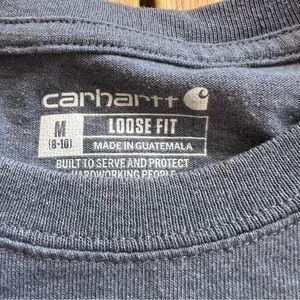 carhartt
M
(8-10)
LOOSE FIT
MADE IN GUATEMALA
BUILT TO SERVE AND PROTECT
HARDWORKING PEOPLE